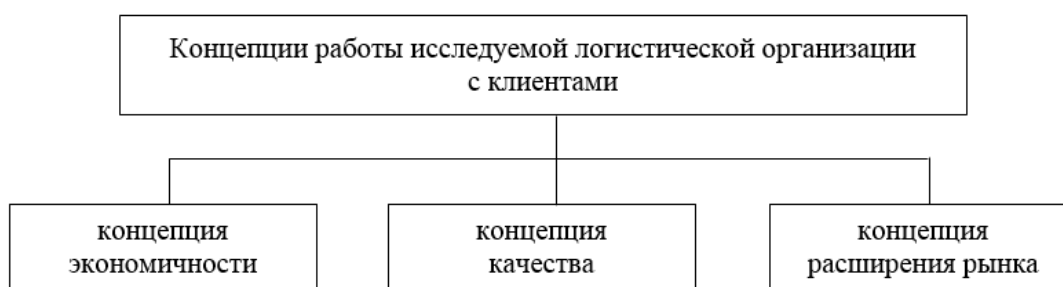 Концепции работы исследуемой логистической организации
с клиентами
концепция
экономичности
концепция
качества
концепция
расширения рынка